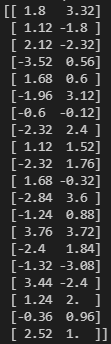 [[ 1.8   3.32]
 [ 1.12 -1.8 ]
 [ 2.12 -2.32]
 [-3.52  0.56]
 [ 1.68  0.6 ]
 [-1.96  3.12]
 [-0.6  -0.12]
 [-2.32  2.4 ]
 [ 1.12  1.52]
 [-2.32  1.76]
 [ 1.68 -0.32]
 [-2.84  3.6 ]
 [-1.24  0.88]
 [ 3.76  3.72]
 [-2.4   1.84]
 [-1.32 -3.08]
 [ 3.44 -2.4 ]
 [ 1.24  2.  ]
 [-0.36  0.96]
 [ 2.52  1.  ]]